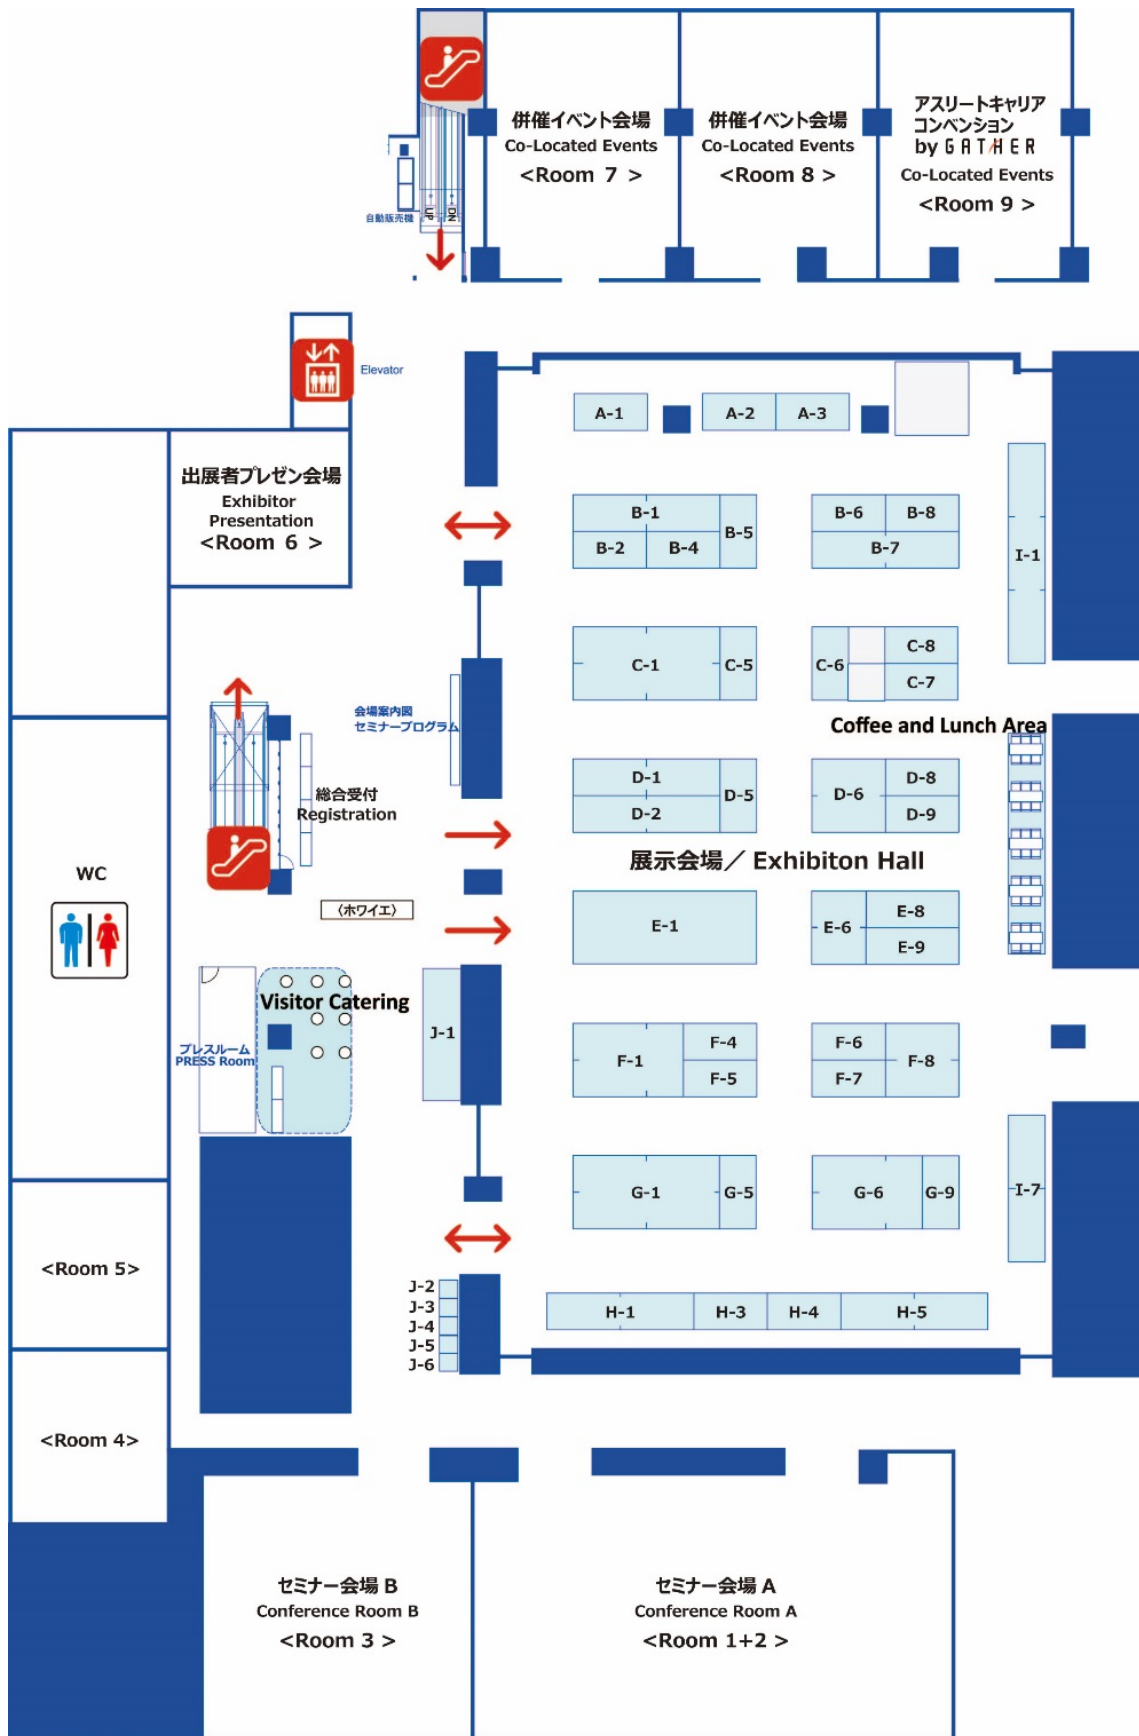 併催イベント会場
Co-Located Events
<Room 7 >
併催イベント会場
Co-Located Events
<Room 8 >
アスリートキャリア
コンベンション
by GATHER
Co-Located Events
<Room 9 >
UP
DN
自動販売機
Elevator
出展者プレゼン会場
Exhibitor
Presentation
<Room 6 >
A-1
A-2
A-3
B-1
B-2
B-4
B-5
B-6
B-8
B-7
I-1
C-1
C-5
C-6
C-8
C-7
会場案内図
セミナープログラム
Coffee and Lunch Area
総合受付
Registration
D-1
D-2
D-5
D-6
D-8
D-9
展示会場／ Exhibiton Hall
WC
〈ホワイエ〉
E-1
E-6
E-8
E-9
Visitor Catering
プレスルーム
PRESS Room
J-1
F-1
F-4
F-5
F-6
F-7
F-8
G-1
G-5
G-6
G-9
I-7
<Room 5>
J-2
J-3
J-4
J-5
J-6
H-1
H-3
H-4
H-5
<Room 4>
セミナー会場 B
Conference Room B
<Room 3 >
セミナー会場 A
Conference Room A
<Room 1+2 >